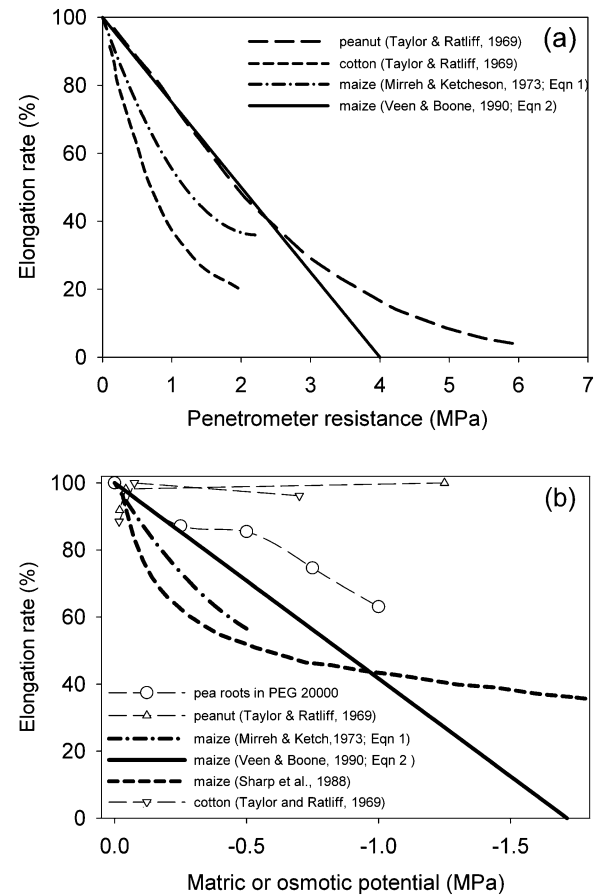 100
80
60
40
20
0
Elongation rate (%)
(a)
peanut (Taylor & Ratliff, 1969)
cotton (Taylor & Ratliff, 1969)
maize (Mirreh & Ketcheson, 1973; Eqn 1)
maize (Veen & Boone, 1990; Eqn 2)
0 1 2 3 4 5 6 7
Penetrometer resistance (MPa)
100
80
60
40
20
0
Elongation rate (%)
(b)
pea roots in PEG 20000
peanut (Taylor & Ratliff, 1969)
maize (Mirreh & Ketch,1973; Eqn 1)
maize (Veen & Boone, 1990; Eqn 2 )
maize (Sharp et al., 1988)
cotton (Taylor and Ratliff, 1969)
0.0 -0.5 -1.0 -1.5
Matric or osmotic potential (MPa)